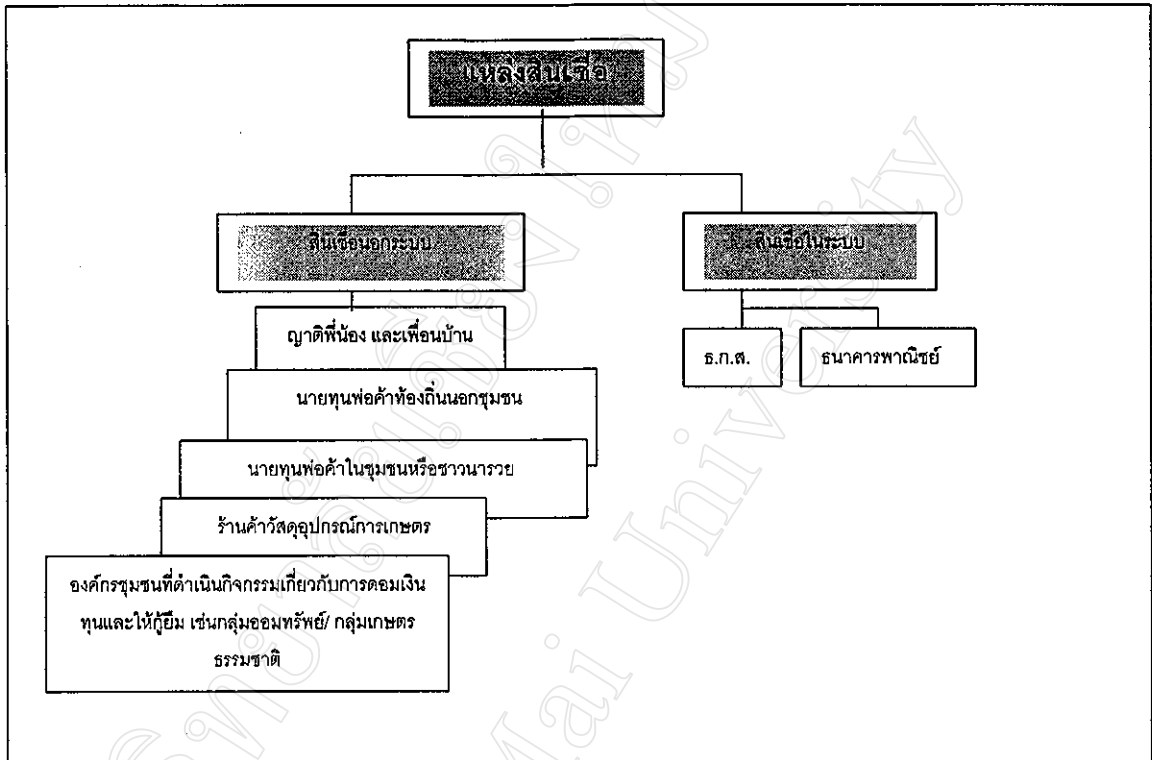 แหล่งสินเชื่อ
สินเชื่อนอกระบบ
สินเชื่อในระบบ
ญาติพี่น้อง และเพื่อนบ้าน
ธ.ก.ส.
ธนาคารพาณิชย์
นายทุนพ่อค้าท้องถิ่นนอกชุมชน
นายทุนพ่อค้าในชุมชนหรือชาวนารวย
ร้านค้าวัสดุอุปกรณ์การเกษตร
องค์กรชุมชนที่ดำเนินกิจกรรมเกี่ยวกับการดอมเงิน
ทุนและให้กู้ยืม เช่นกลุ่มออมทรัพย์/ กลุ่มเกษตร
ธรรมชาติ
Mai University